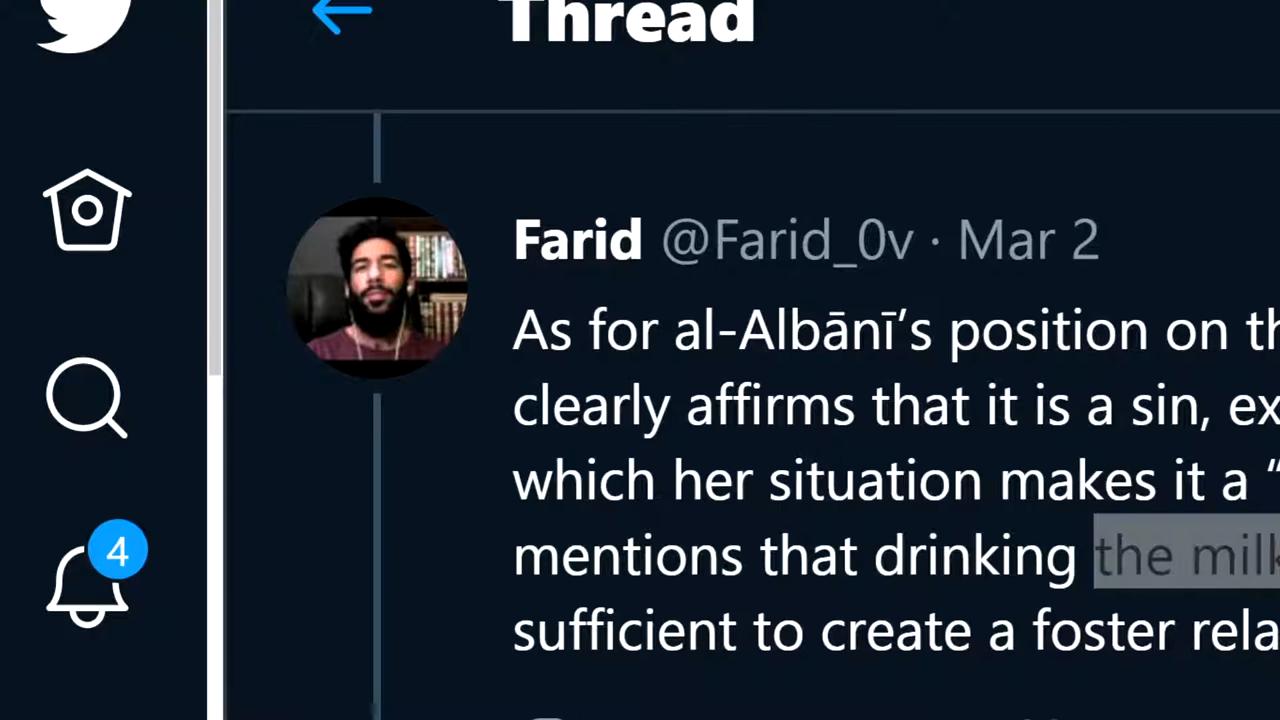 Thread
Farid @Farid_0v · Mar 2
As for al-Albānī’s position on th
clearly affirms that it is a sin, ex
which her situation makes it a “
mentions that drinking the milk
4
sufficient to create a foster rela